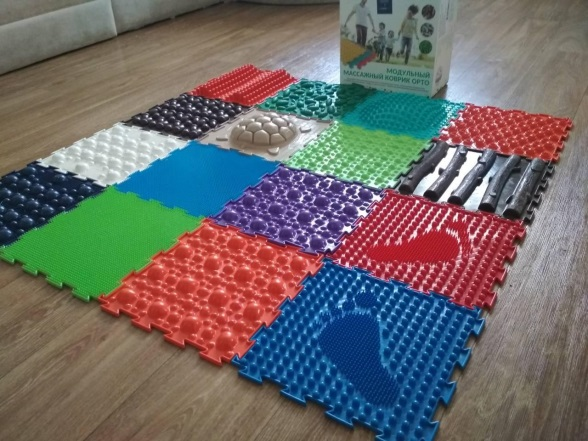 МОДУЛЬНЫЙ
МАССАЖНЫЙ КОВРИК ОРТО